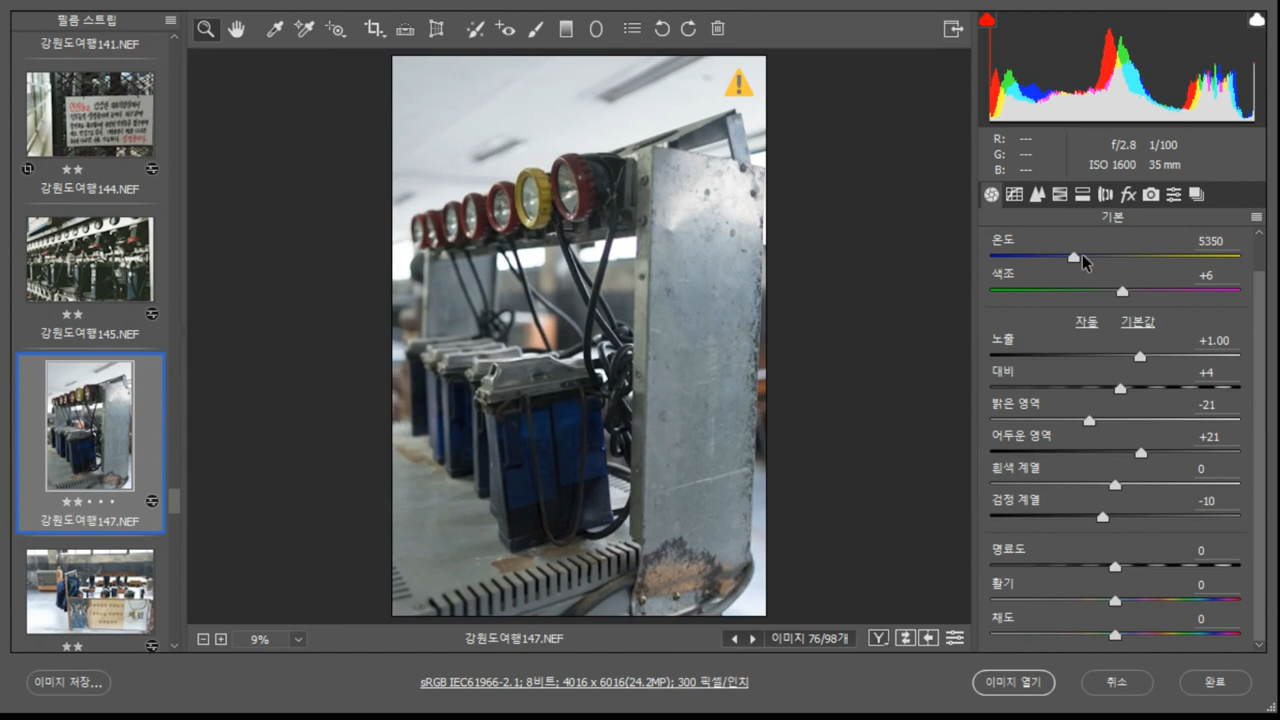 필름 스트립
강원도여행141.NEF
강원도여행144.NEF
강원도여행145.NEF
강원도여행147.NEF
9%
강원도여행147.NEF
이미지 76/98개
Y
R: ---
G: ---
B: ---
f/2.8 1/100
ISO 1600 35 mm
fx
기본
온도 5350
색조 +6
자동 기본값
노출 +1.00
대비 +4
밝은 영역 -21
어두운 영역 +21
흰색 계열 0
검정 계열 -10
명료도 0
활기 0
채도 0
이미지 저장...
sRGB IEC61966-2.1; 8비트; 4016 x 6016(24.2MP); 300 픽셀/인치
이미지 열기
취소
완료